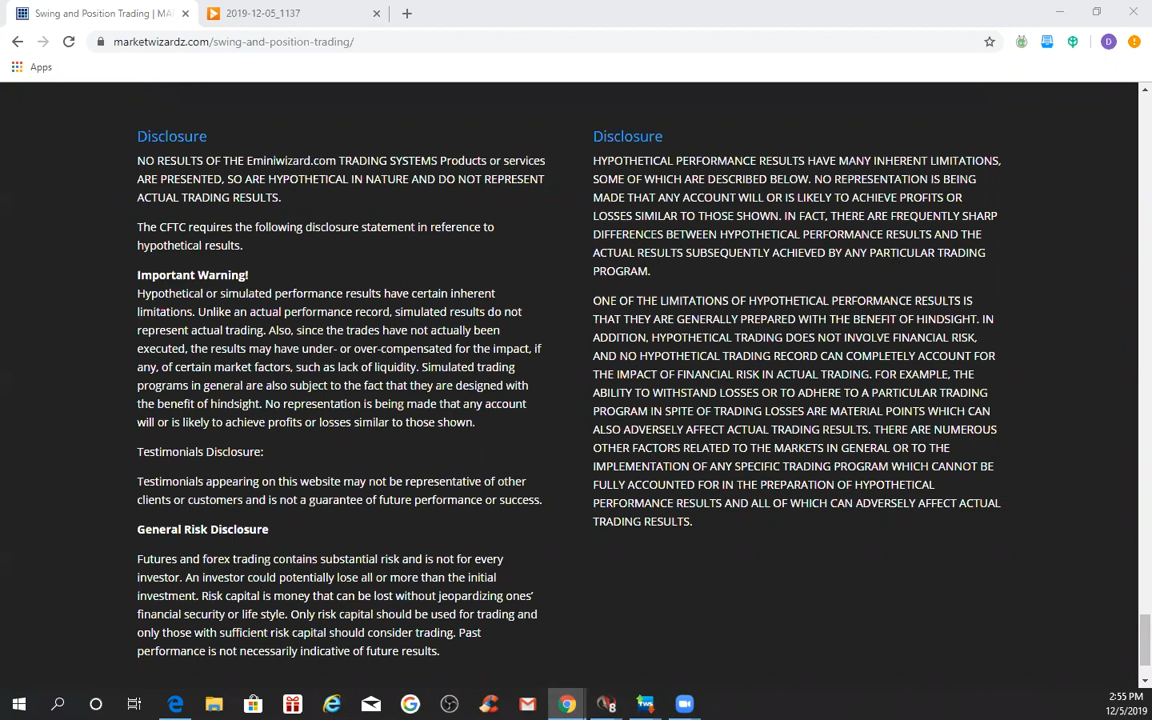 Swing and Position Trading | MA
2019-12-05_1137
marketwizardz.com/swing-and-position-trading/
D
Apps
Disclosure
NO RESULTS OF THE Eminiwizard.com TRADING SYSTEMS Products or services
ARE PRESENTED, SO ARE HYPOTHETICAL IN NATURE AND DO NOT REPRESENT
ACTUAL TRADING RESULTS.
The CFTC requires the following disclosure statement in reference to
hypothetical results.
Important Warning!
Hypothetical or simulated performance results have certain inherent
limitations. Unlike an actual performance record, simulated results do not
represent actual trading. Also, since the trades have not actually been
executed, the results may have under- or over-compensated for the impact, if
any, of certain market factors, such as lack of liquidity. Simulated trading
programs in general are also subject to the fact that they are designed with
the benefit of hindsight. No representation is being made that any account
will or is likely to achieve profits or losses similar to those shown.
Testimonials Disclosure:
Testimonials appearing on this website may not be representative of other
clients or customers and is not a guarantee of future performance or success.
General Risk Disclosure
Futures and forex trading contains substantial risk and is not for every
investor. An investor could potentially lose all or more than the initial
investment. Risk capital is money that can be lost without jeopardizing ones’
financial security or life style. Only risk capital should be used for trading and
only those with sufficient risk capital should consider trading. Past
performance is not necessarily indicative of future results.
Disclosure
HYPOTHETICAL PERFORMANCE RESULTS HAVE MANY INHERENT LIMITATIONS,
SOME OF WHICH ARE DESCRIBED BELOW. NO REPRESENTATION IS BEING
MADE THAT ANY ACCOUNT WILL OR IS LIKELY TO ACHIEVE PROFITS OR
LOSSES SIMILAR TO THOSE SHOWN. IN FACT, THERE ARE FREQUENTLY SHARP
DIFFERENCES BETWEEN HYPOTHETICAL PERFORMANCE RESULTS AND THE
ACTUAL RESULTS SUBSEQUENTLY ACHIEVED BY ANY PARTICULAR TRADING
PROGRAM.
ONE OF THE LIMITATIONS OF HYPOTHETICAL PERFORMANCE RESULTS IS
THAT THEY ARE GENERALLY PREPARED WITH THE BENEFIT OF HINDSIGHT. IN
ADDITION, HYPOTHETICAL TRADING DOES NOT INVOLVE FINANCIAL RISK,
AND NO HYPOTHETICAL TRADING RECORD CAN COMPLETELY ACCOUNT FOR
THE IMPACT OF FINANCIAL RISK IN ACTUAL TRADING. FOR EXAMPLE, THE
ABILITY TO WITHSTAND LOSSES OR TO ADHERE TO A PARTICULAR TRADING
PROGRAM IN SPITE OF TRADING LOSSES ARE MATERIAL POINTS WHICH CAN
ALSO ADVERSELY AFFECT ACTUAL TRADING RESULTS. THERE ARE NUMEROUS
OTHER FACTORS RELATED TO THE MARKETS IN GENERAL OR TO THE
IMPLEMENTATION OF ANY SPECIFIC TRADING PROGRAM WHICH CANNOT BE
FULLY ACCOUNTED FOR IN THE PREPARATION OF HYPOTHETICAL
PERFORMANCE RESULTS AND ALL OF WHICH CAN ADVERSELY AFFECT ACTUAL
TRADING RESULTS.
8
TWS
2:55 PM
12/5/2019